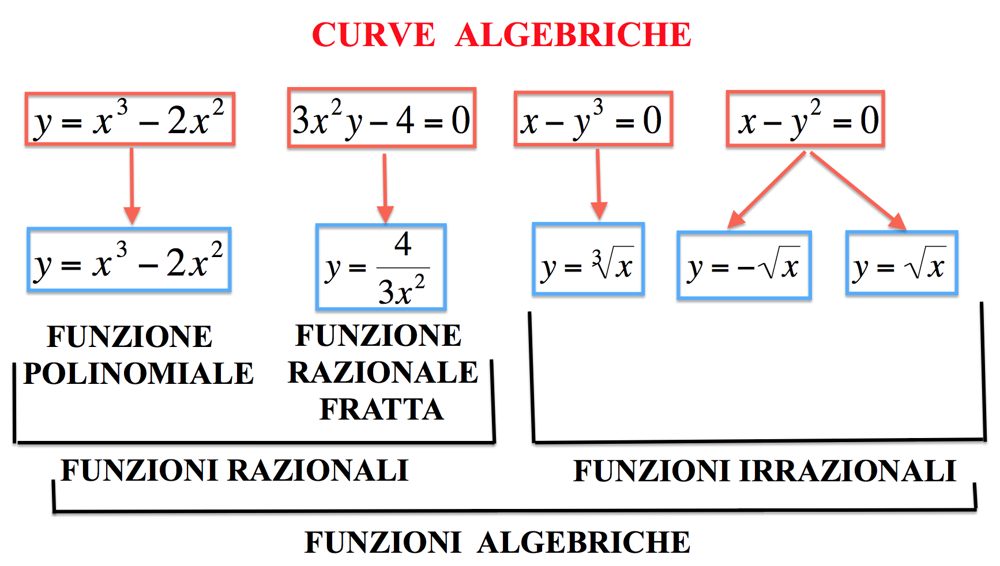 CURVE ALGEBRICHE
y = x³ − 2x²
3x²y − 4 = 0
x − y³ = 0
x − y² = 0
y = x³ − 2x²
y = 4/3x²
y = ∛x
y = −√x
y = √x
FUNZIONE
POLINOMIALE
FUNZIONE
RAZIONALE
FRATTA
FUNZIONI RAZIONALI
FUNZIONI IRRAZIONALI
FUNZIONI ALGEBRICHE